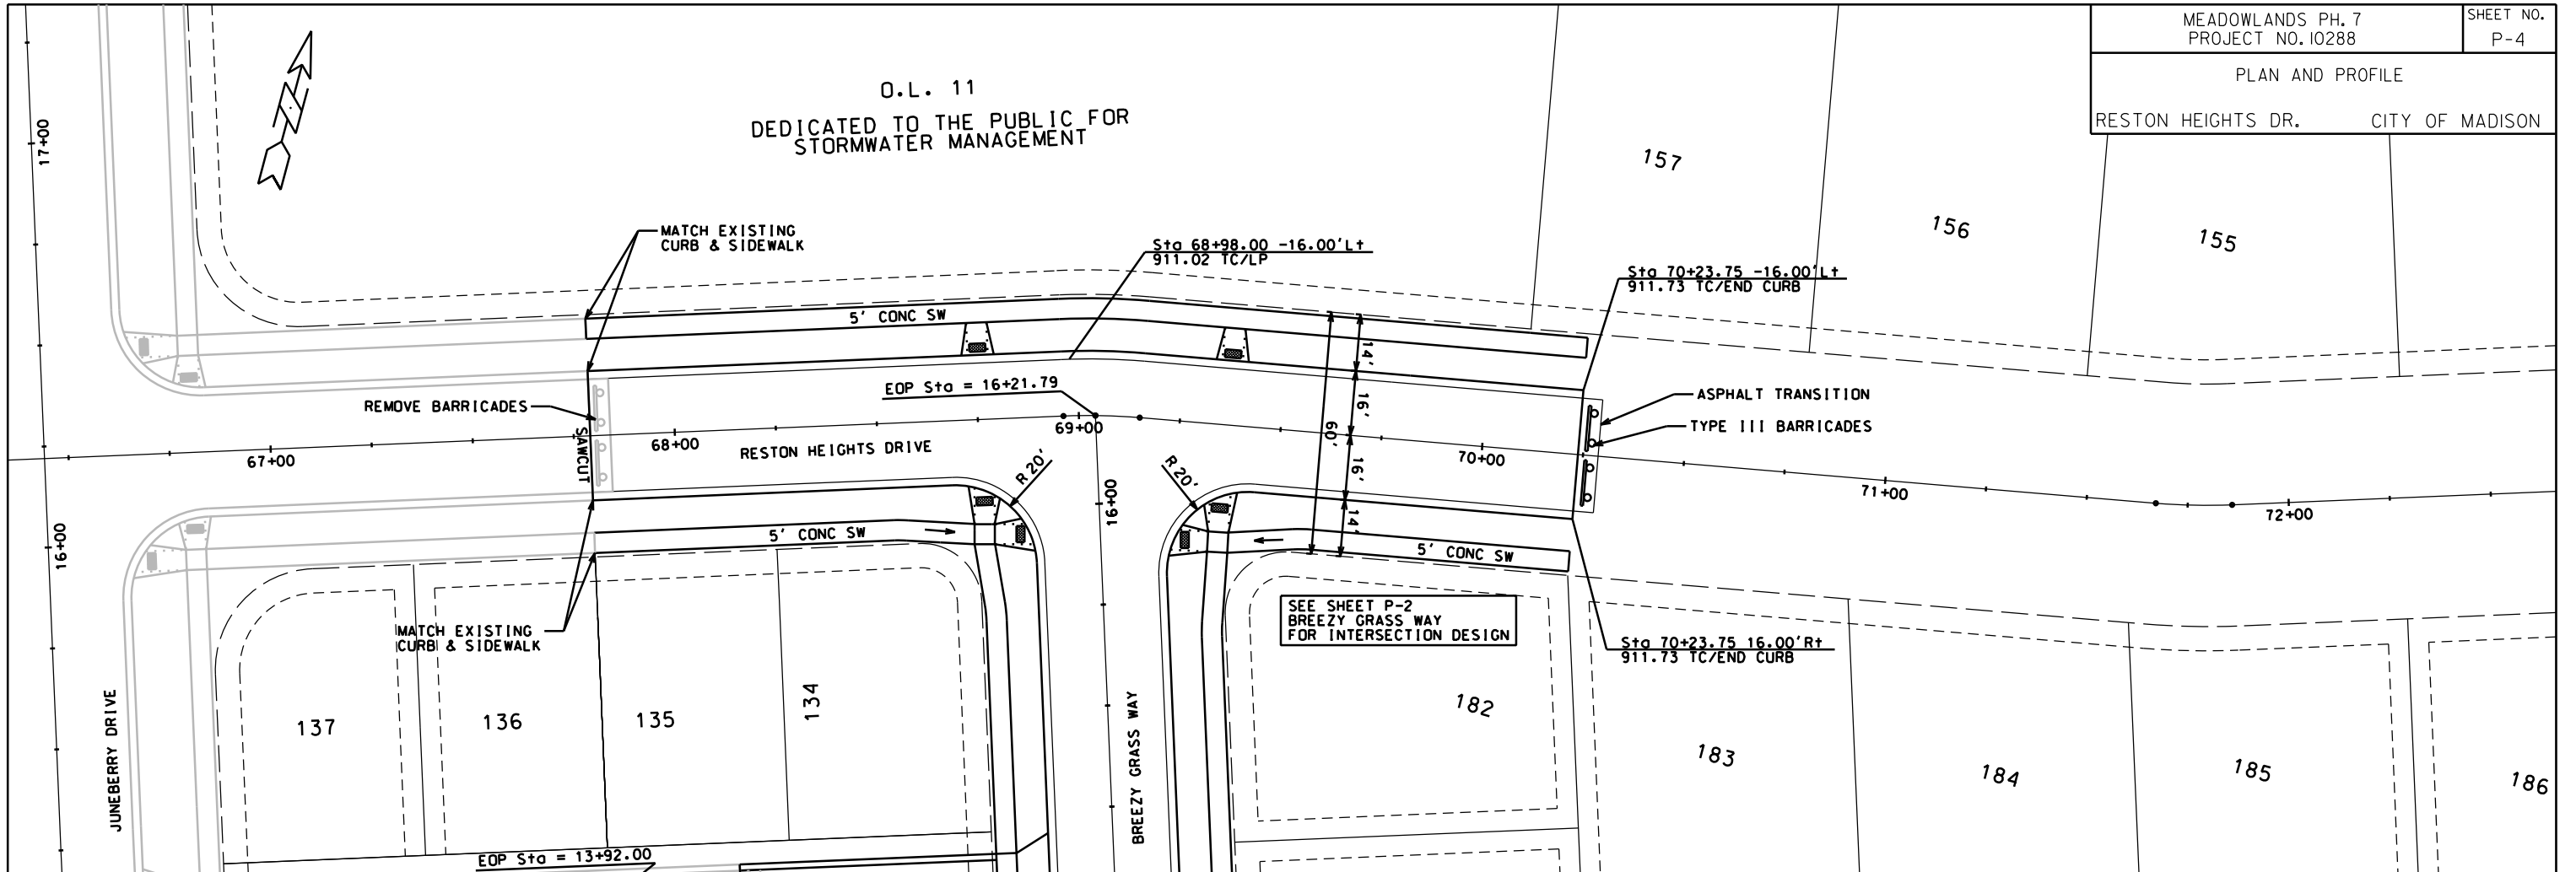 MEADOWLANDS PH. 7
PROJECT NO. 10288
SHEET NO.
P-4
PLAN AND PROFILE
RESTON HEIGHTS DR.
CITY OF MADISON
O.L. 11
DEDICATED TO THE PUBLIC FOR
STORMWATER MANAGEMENT
17+00
157
156
155
MATCH EXISTING
CURB & SIDEWALK
Sta 68+98.00 -16.00'Lt
911.02 TC/LP
Sta 70+23.75 -16.00'Lt
911.73 TC/END CURB
5' CONC SW
14'
EOP Sta = 16+21.79
REMOVE BARRICADES
16'
ASPHALT TRANSITION
TYPE III BARRICADES
60'
67+00
SAWCUT
68+00
RESTON HEIGHTS DRIVE
69+00
70+00
16'
71+00
72+00
R 20'
R 20'
16+00
16+00
14'
5' CONC SW
5' CONC SW
SEE SHEET P-2
BREEZY GRASS WAY
FOR INTERSECTION DESIGN
MATCH EXISTING
CURB & SIDEWALK
Sta 70+23.75 16.00'Rt
911.73 TC/END CURB
JUNEBERRY DRIVE
137
136
135
134
BREEZY GRASS WAY
182
183
184
185
186
EOP Sta = 13+92.00